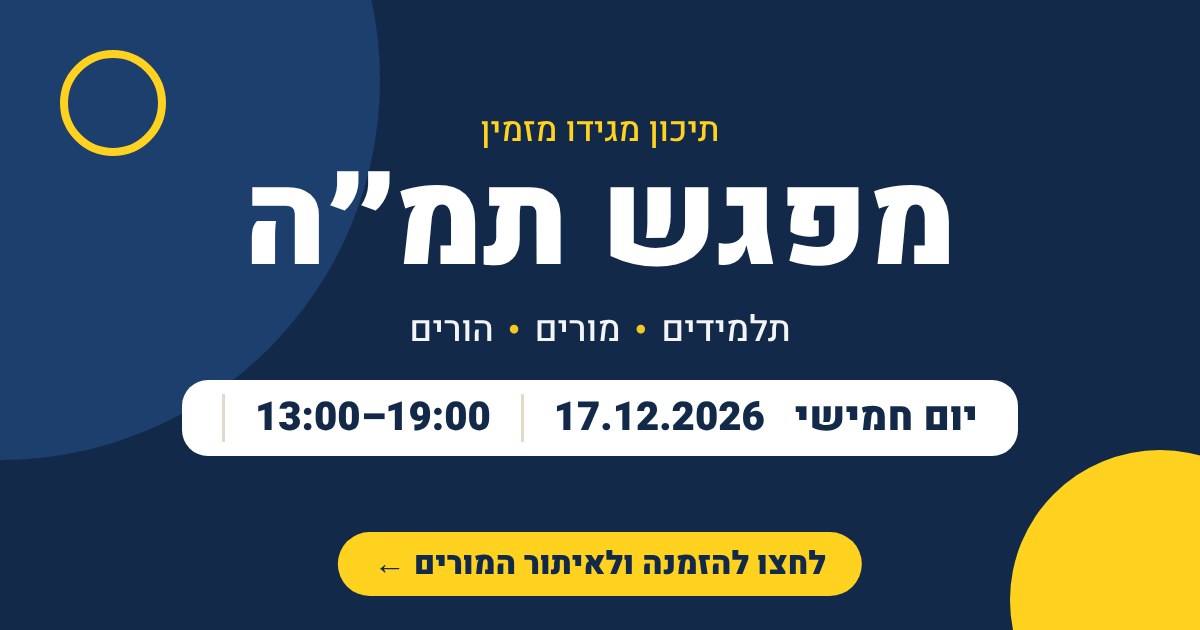 תיכון מגידו מזמין
מפגש תמ״ה
תלמידים • מורים • הורים
יום חמישי 17.12.2026 | 13:00–19:00 |
לחצו להזמנה ולאיתור המורים ←